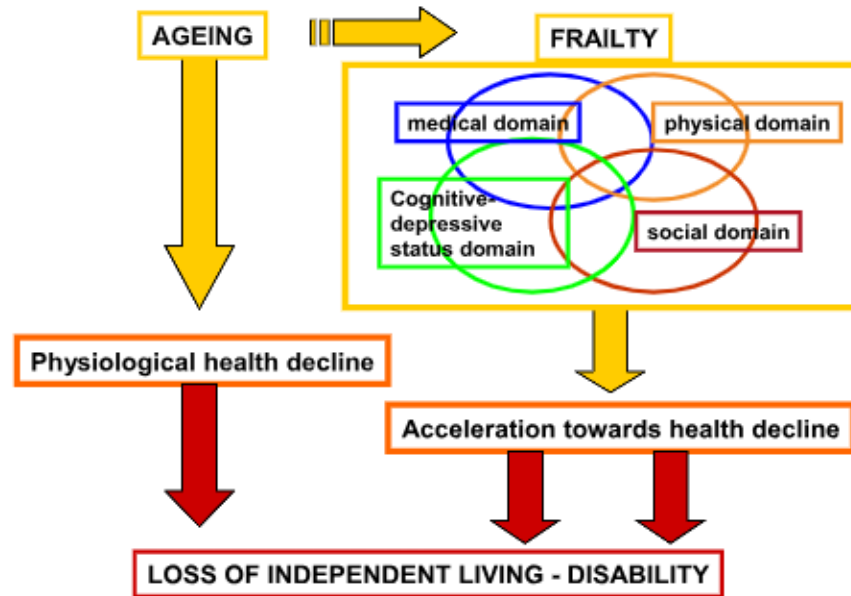 AGEING
FRAILTY
medical domain
physical domain
Cognitive-
depressive
status domain
social domain
Physiological health decline
Acceleration towards health decline
LOSS OF INDEPENDENT LIVING - DISABILITY